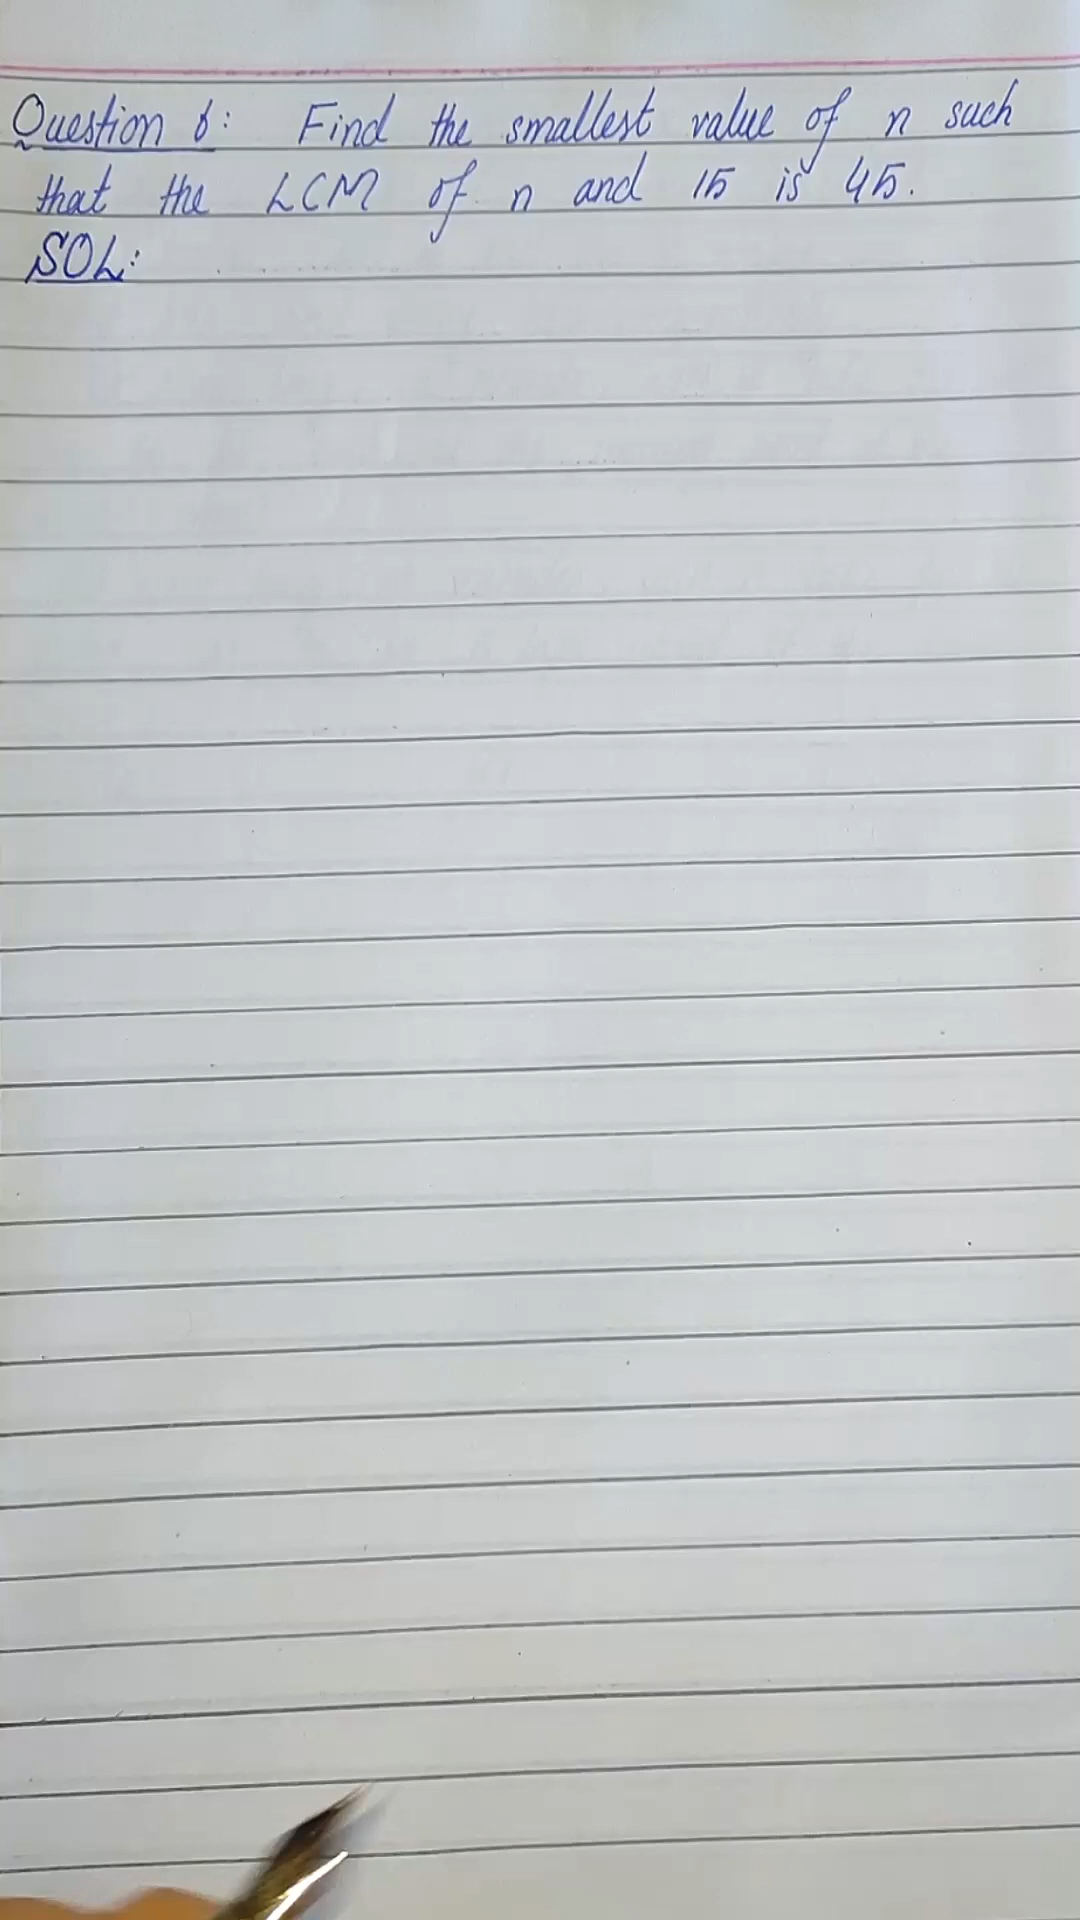 Question 6: Find the smallest value of n such
that the LCM of n and 15 is 45.
SOL: